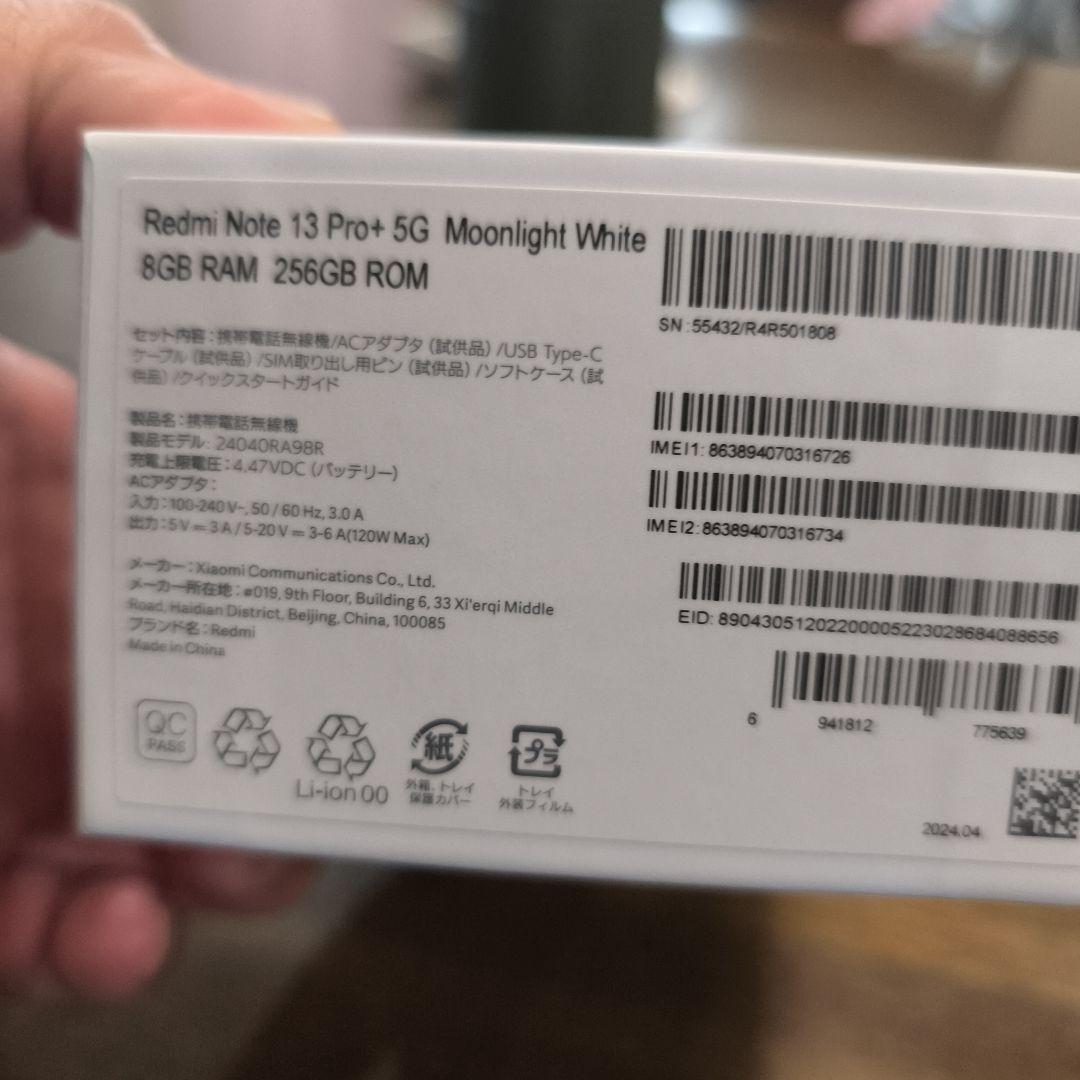 Redmi Note 13 Pro+ 5G Moonlight White
8GB RAM 256GB ROM
セット内容：携帯電話無線機/ACアダプタ（試供品）/USB Type-C
ケーブル（試供品）/SIM取り出し用ピン（試供品）/ソフトケース（試
供品）/クイックスタートガイド
製品名：携帯電話無線機
製品モデル：24040RA98R
充電上限電圧：4.47VDC（バッテリー）
ACアダプタ：
入力：100-240 V~, 50 / 60 Hz, 3.0 A
出力：5 V ⎓ 3 A / 5-20 V ⎓ 3-6 A(120W Max)
メーカー：Xiaomi Communications Co., Ltd.
メーカー所在地：#019, 9th Floor, Building 6, 33 Xi'erqi Middle
Road, Haidian District, Beijing, China, 100085
ブランド名：Redmi
Made in China
QC
PASS
Li-ion 00
紙
外箱、トレイ
保護カバー
プラ
トレイ
外装フィルム
SN:55432/R4R501808
IMEI1: 863894070316726
IMEI2: 863894070316734
EID: 89043051202200005223028684088656
6 941812 775639
2024.04